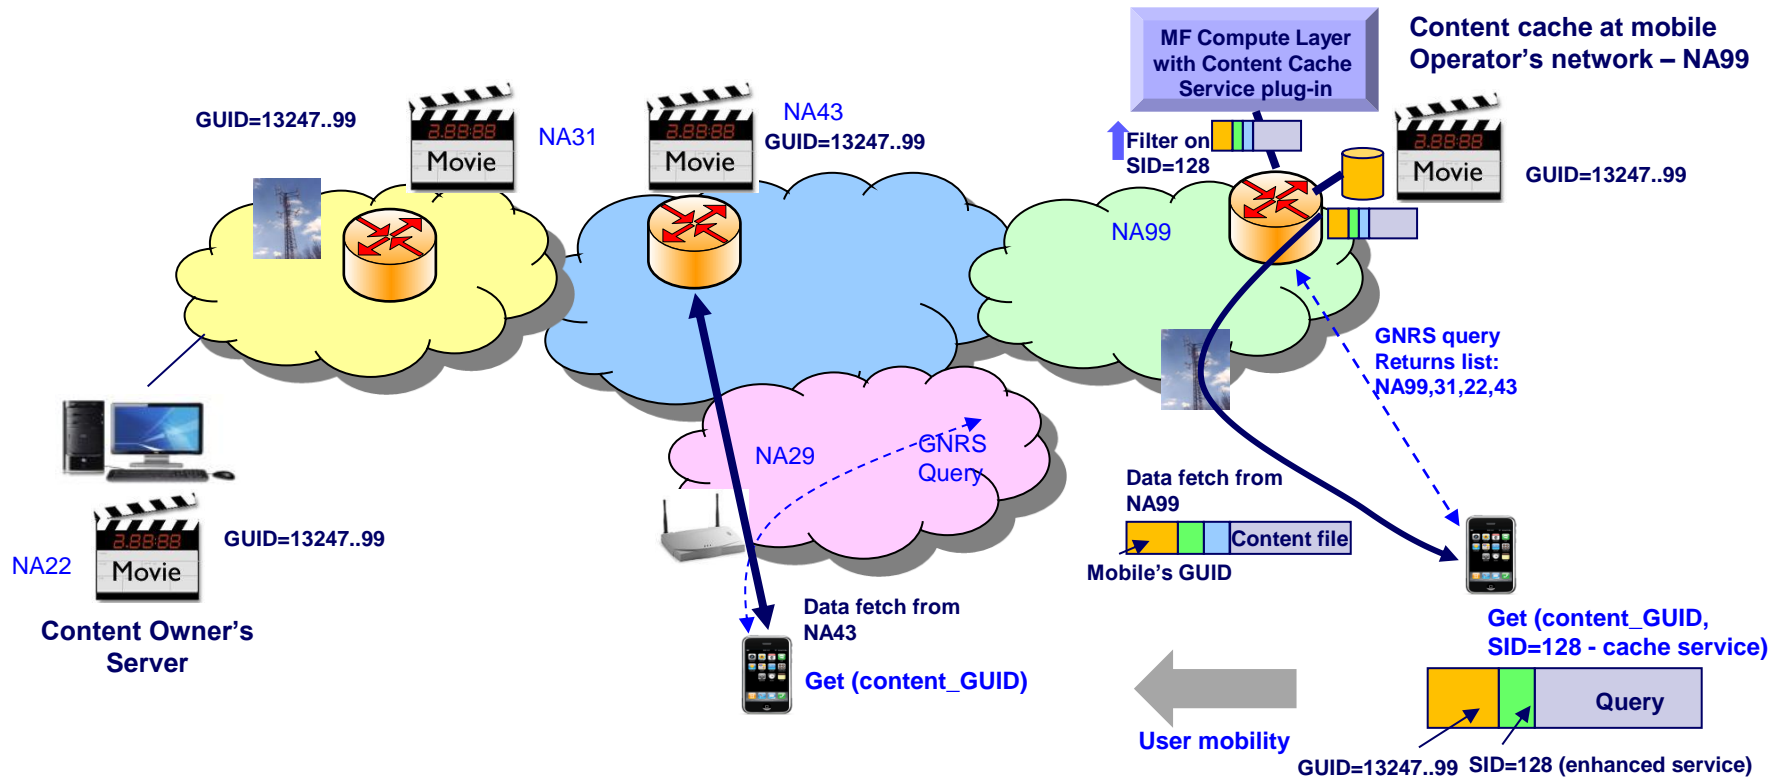 MF Compute Layer
with Content Cache
Service plug-in
Content cache at mobile
Operator's network – NA99
GUID=13247..99
NA31
Movie
NA43
GUID=13247..99
Movie
Filter on
SID=128
Movie
GUID=13247..99
NA99
GNRS query
Returns list:
NA99,31,22,43
NA29
GNRS
Query
Data fetch from
NA99
Content file
Mobile's GUID
GUID=13247..99
NA22
Movie
Content Owner's
Server
Data fetch from
NA43
Get (content_GUID)
Get (content_GUID,
SID=128 - cache service)
Query
User mobility
GUID=13247..99
SID=128 (enhanced service)